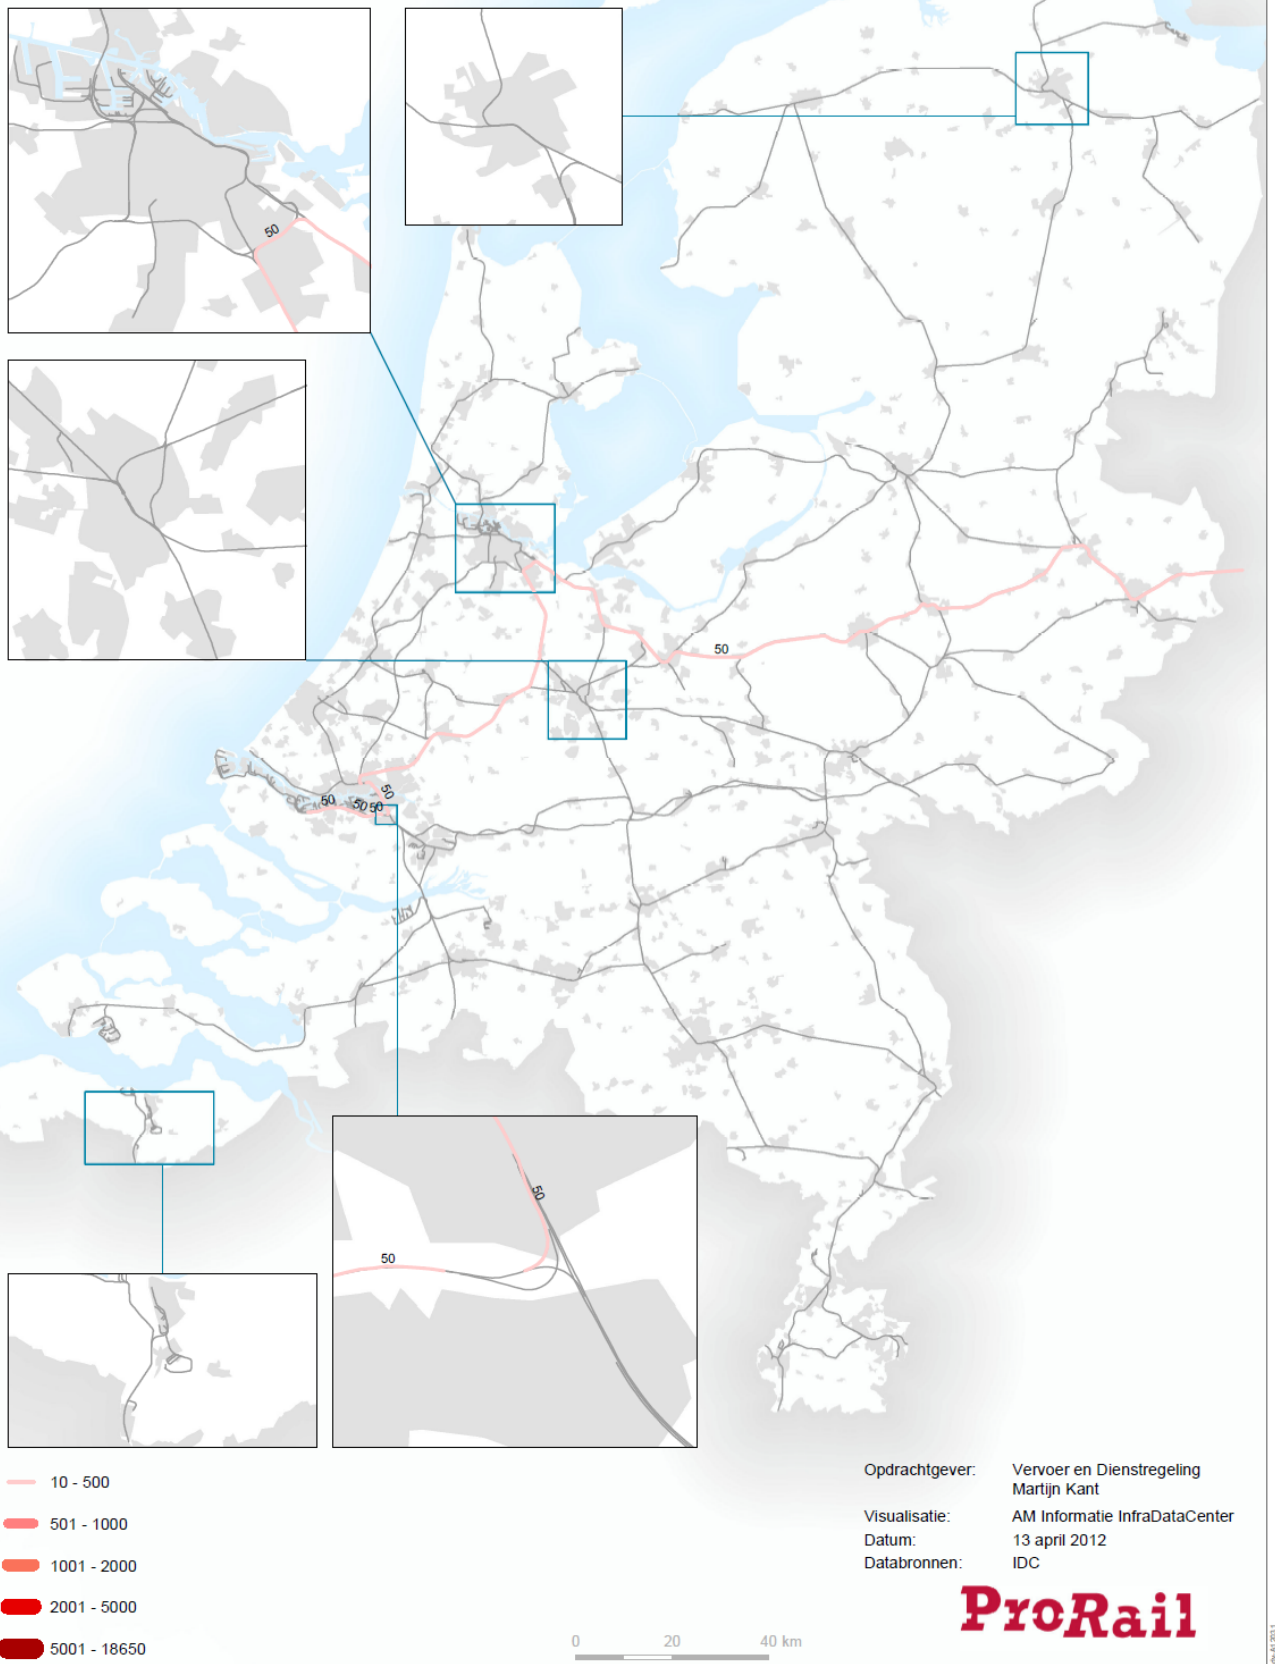 50
50
50
50
50
50
50
50
10 - 500
501 - 1000
1001 - 2000
2001 - 5000
5001 - 18650
Opdrachtgever: Vervoer en Dienstregeling
Martijn Kant
Visualisatie: AM Informatie InfraDataCenter
Datum: 13 april 2012
Databronnen: IDC
ProRail
0 20 40 km